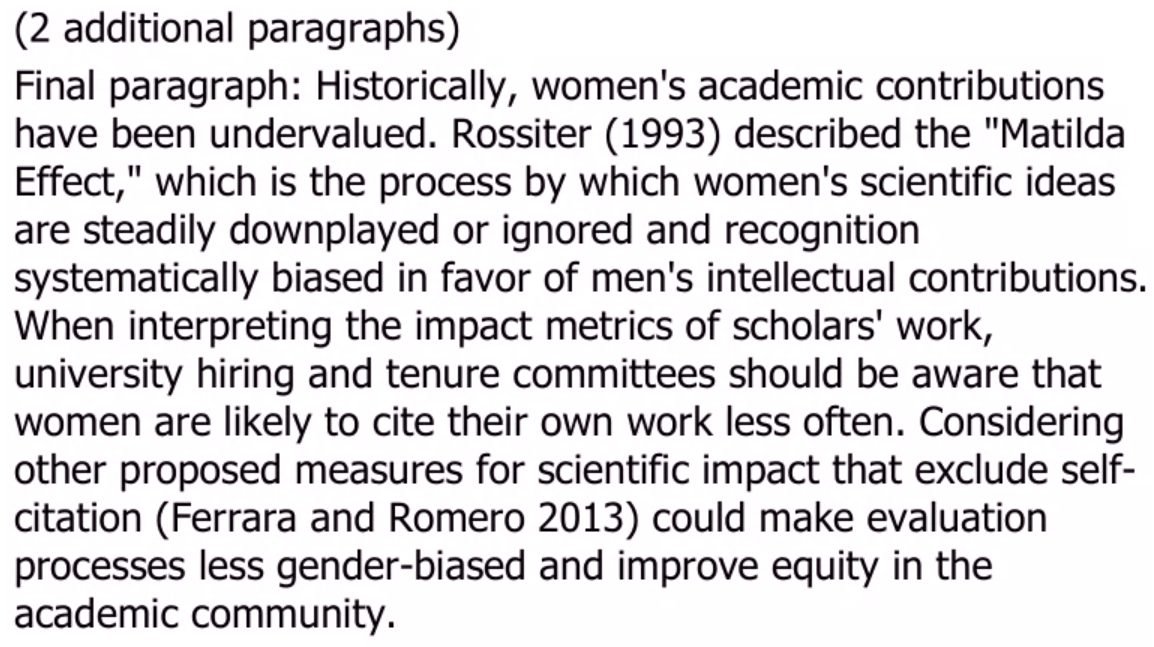 (2 additional paragraphs)
Final paragraph: Historically, women's academic contributions
have been undervalued. Rossiter (1993) described the "Matilda
Effect," which is the process by which women's scientific ideas
are steadily downplayed or ignored and recognition
systematically biased in favor of men's intellectual contributions.
When interpreting the impact metrics of scholars' work,
university hiring and tenure committees should be aware that
women are likely to cite their own work less often. Considering
other proposed measures for scientific impact that exclude self-
citation (Ferrara and Romero 2013) could make evaluation
processes less gender-biased and improve equity in the
academic community.